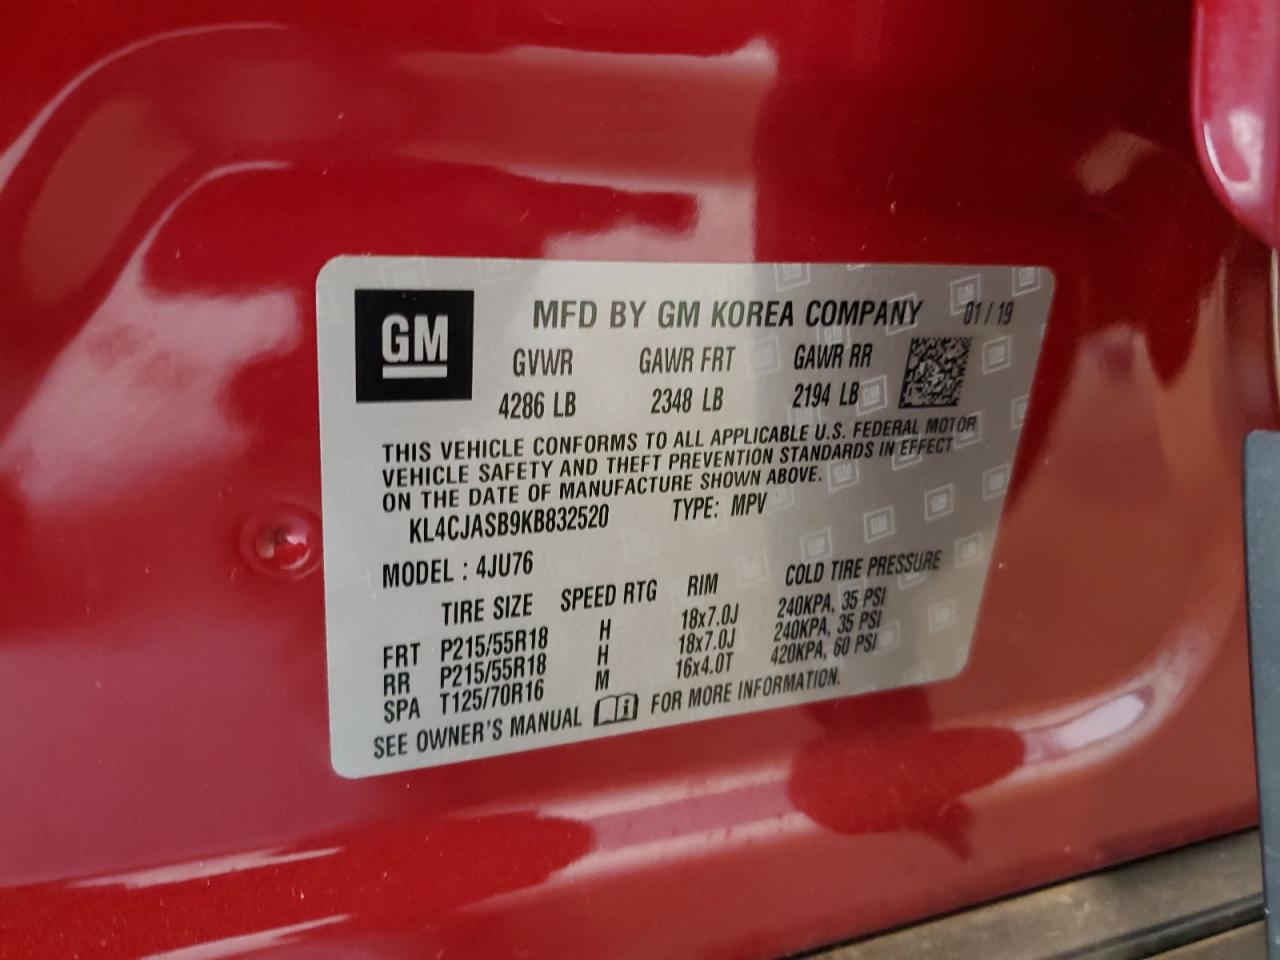 GM
MFD BY GM KOREA COMPANY 01/19
GVWR GAWR FRT GAWR RR
4286 LB 2348 LB 2194 LB
THIS VEHICLE CONFORMS TO ALL APPLICABLE U.S. FEDERAL MOTOR
VEHICLE SAFETY AND THEFT PREVENTION STANDARDS IN EFFECT
ON THE DATE OF MANUFACTURE SHOWN ABOVE.
KL4CJASB9KB832520 TYPE: MPV
MODEL : 4JU76
TIRE SIZE SPEED RTG RIM COLD TIRE PRESSURE
FRT P215/55R18 H 18x7.0J 240KPA, 35 PSI
RR P215/55R18 H 18x7.0J 240KPA, 35 PSI
SPA T125/70R16 M 16x4.0T 420KPA, 60 PSI
SEE OWNER'S MANUAL i FOR MORE INFORMATION.